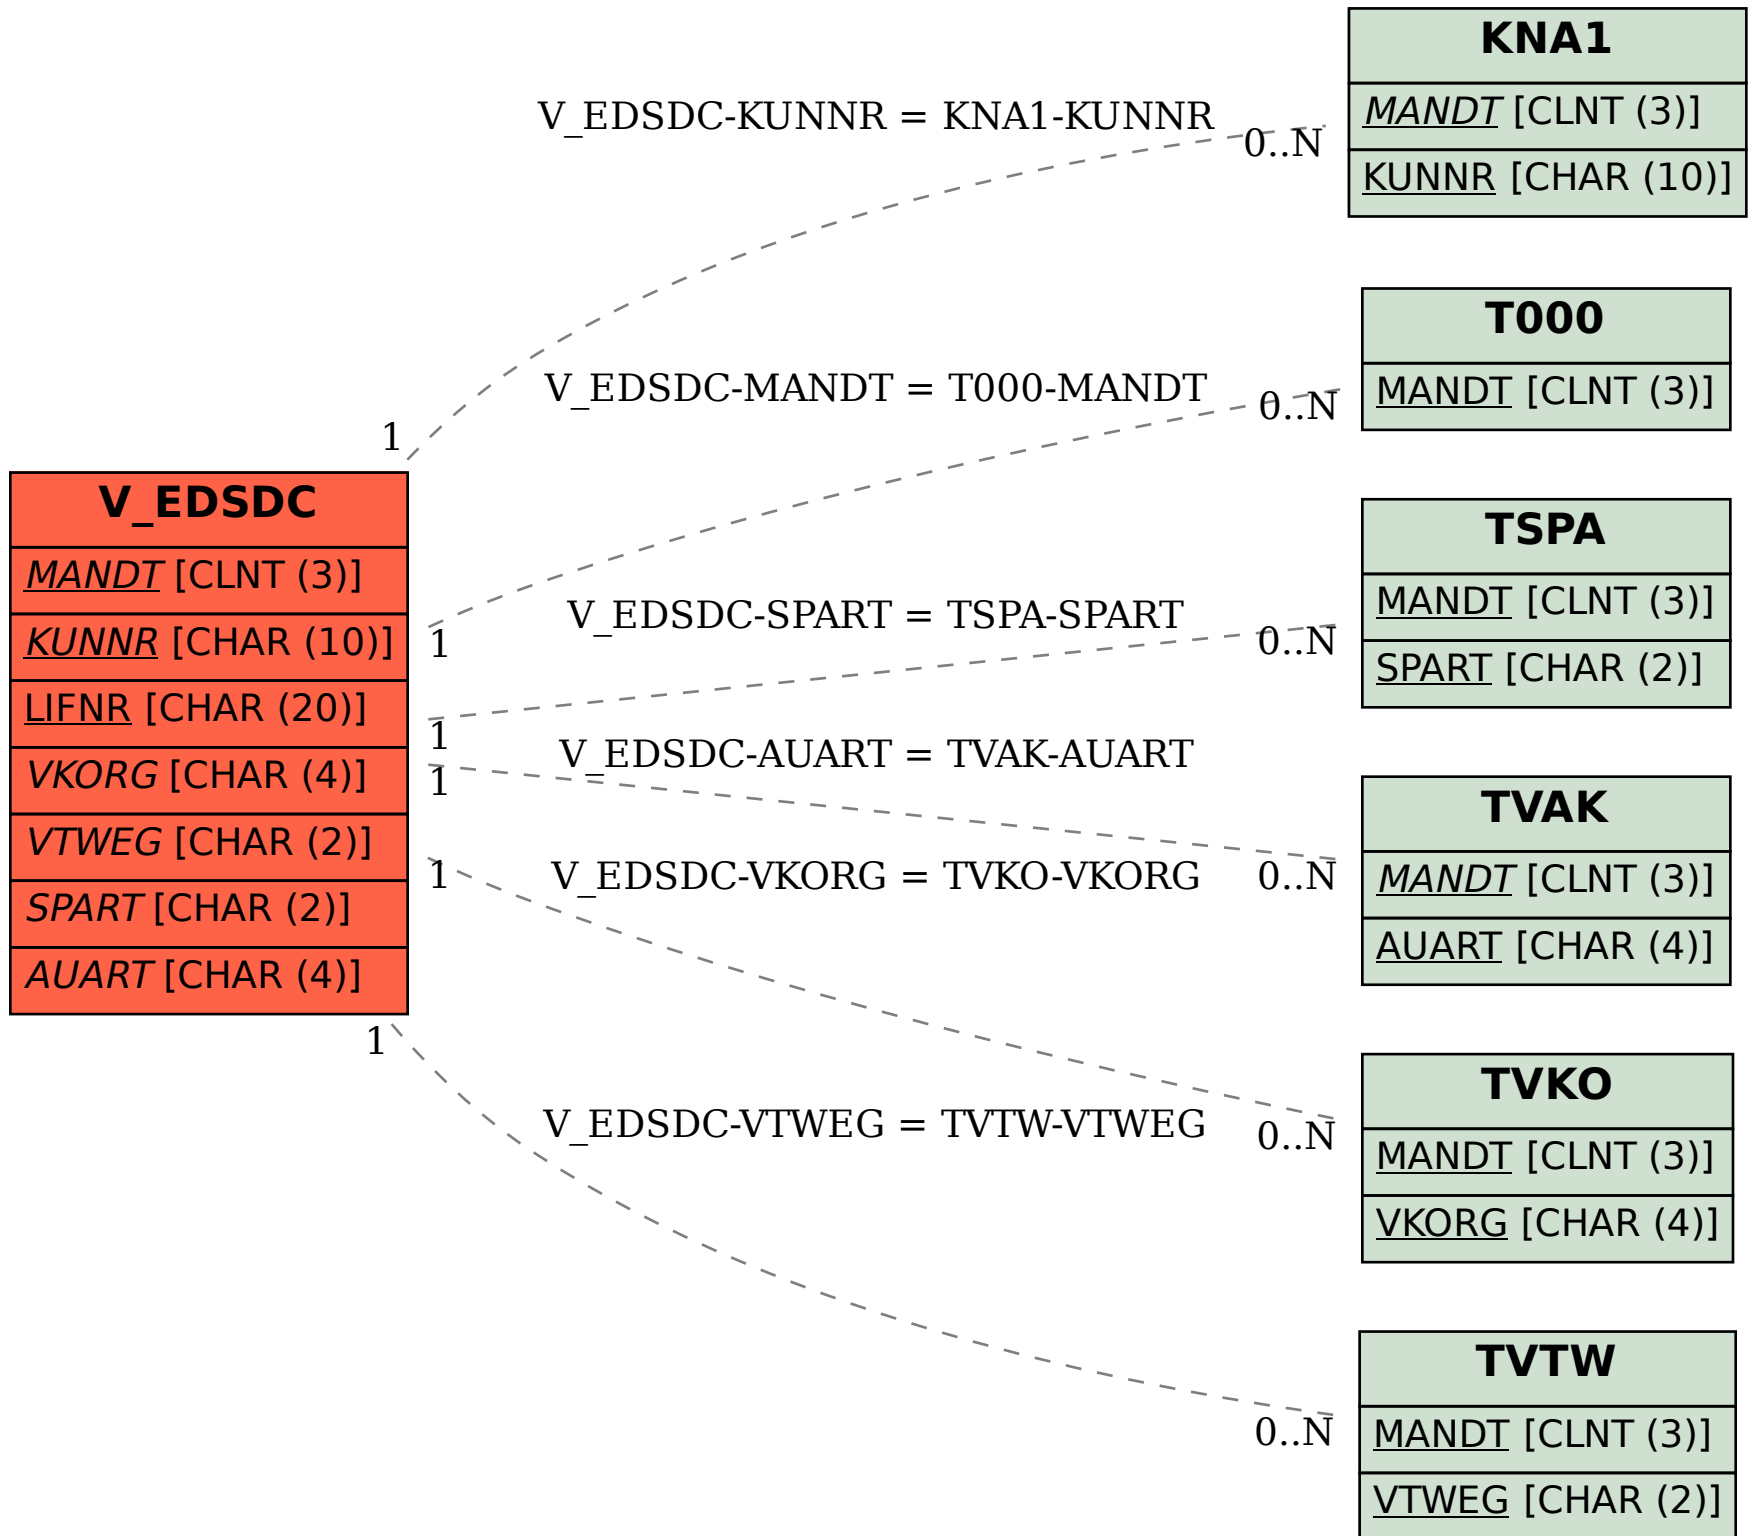 KNA1
MANDT [CLNT (3)]
KUNNR [CHAR (10)]
V_EDSDC-KUNNR = KNA1-KUNNR
0..N
1
T000
MANDT [CLNT (3)]
V_EDSDC-MANDT = T000-MANDT
0..N
1
V_EDSDC
MANDT [CLNT (3)]
KUNNR [CHAR (10)]
LIFNR [CHAR (20)]
VKORG [CHAR (4)]
VTWEG [CHAR (2)]
SPART [CHAR (2)]
AUART [CHAR (4)]
TSPA
MANDT [CLNT (3)]
SPART [CHAR (2)]
V_EDSDC-SPART = TSPA-SPART
0..N
1
V_EDSDC-AUART = TVAK-AUART
1
TVAK
MANDT [CLNT (3)]
AUART [CHAR (4)]
0..N
V_EDSDC-VKORG = TVKO-VKORG
1
TVKO
MANDT [CLNT (3)]
VKORG [CHAR (4)]
0..N
1
V_EDSDC-VTWEG = TVTW-VTWEG
TVTW
MANDT [CLNT (3)]
VTWEG [CHAR (2)]
0..N